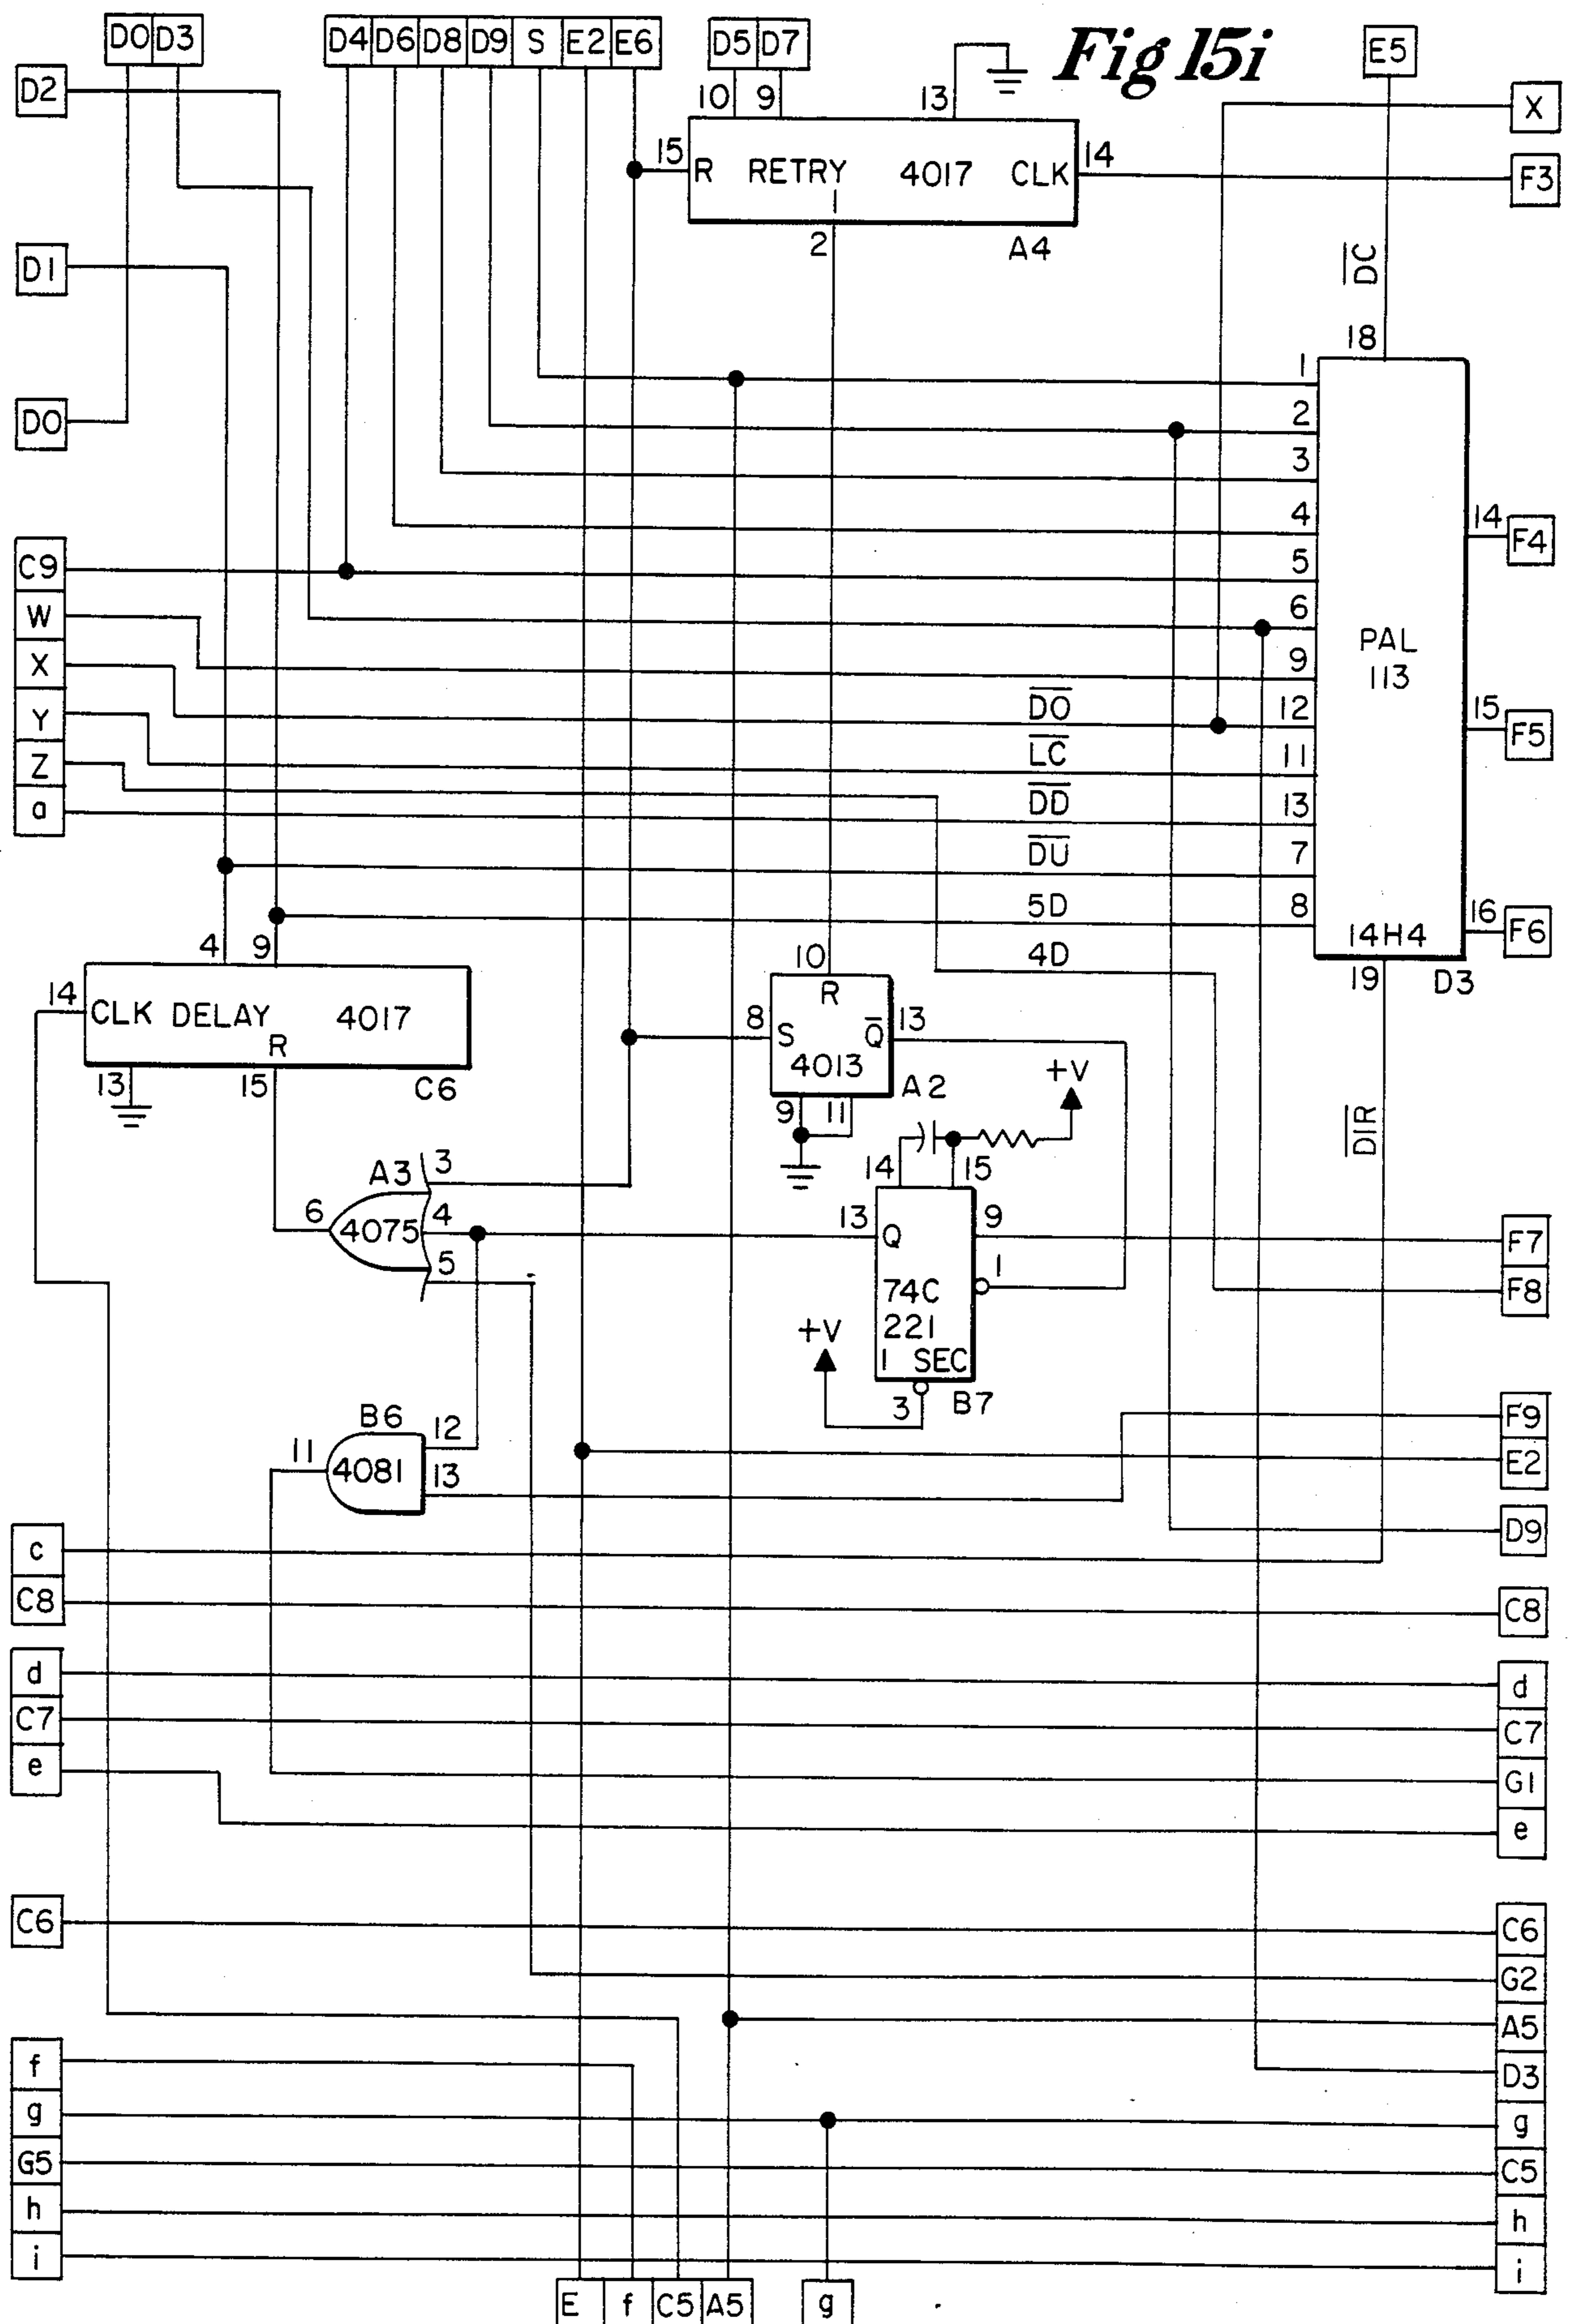 D0 D3 D4 D6 D8 D9 S E2 E6 D5 D7 Fig 15i E5
D2 10 9 13 X
15 R RETRY 4017 CLK 14 F3
1
2 A4
D1 DC
18
1
D0 2
3
4 14 F4
C9 5
W 6
PAL
X 9 113
Y DO 12 15 F5
Z LC 11
a DD 13
DU 7
5D 8 16 F6
4 9 10 4D 14H4
19 D3
14 CLK DELAY 4017 8 S R Q 13
R 4013
13 15 C6 A2 +V
9 11 DIR
A3 3 14 15
6 4075 4 13 Q 9 F7
5 1 F8
74C
+V 221
1 SEC
3 B7
B6 12 F9
11 4081 13 E2
D9
c
C8 C8
d d
C7 C7
e G1
e
C6 C6
G2
A5
f D3
g g
G5 C5
h h
i i
E f C5 A5 g